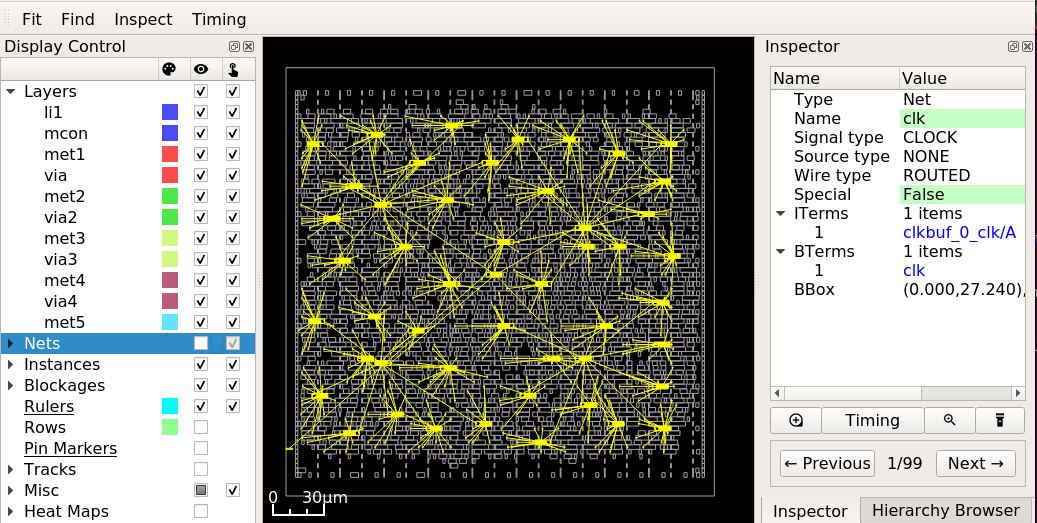 Fit Find Inspect Timing
Display Control
Layers
li1
mcon
met1
via
met2
via2
met3
via3
met4
via4
met5
Nets
Instances
Blockages
Rulers
Rows
Pin Markers
Tracks
Misc
Heat Maps
0 30μm
Inspector
Name Value
Type Net
Name clk
Signal type CLOCK
Source type NONE
Wire type ROUTED
Special False
ITerms 1 items
1 clkbuf_0_clk/A
BTerms 1 items
1 clk
BBox (0.000,27.240),
Timing
← Previous 1/99 Next →
Inspector Hierarchy Browser